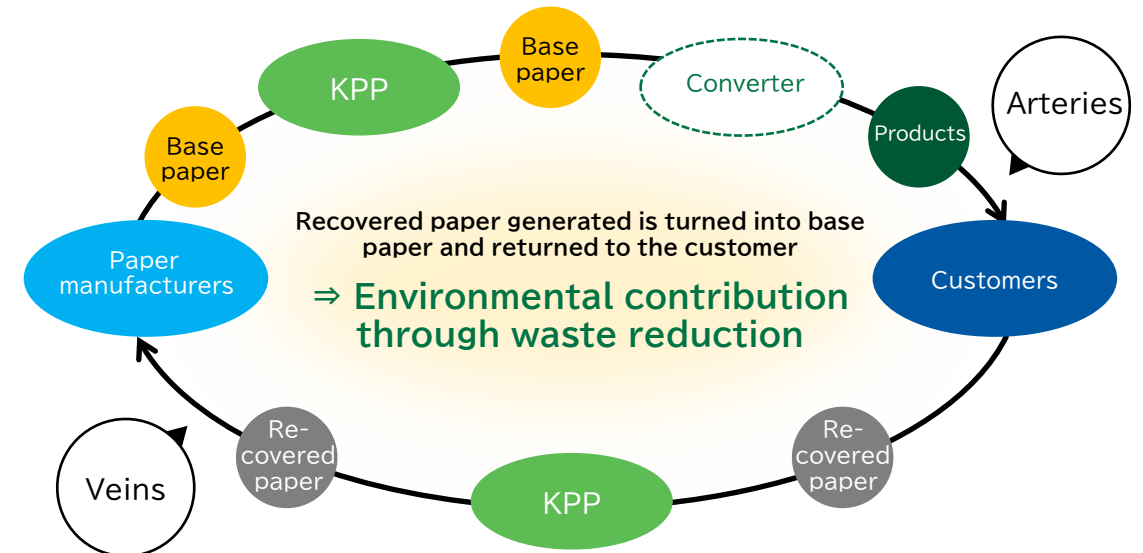 Base
paper
KPP
Converter
Arteries
Products
Base
paper
Recovered paper generated is turned into base
paper and returned to the customer
⇒ Environmental contribution
through waste reduction
Paper
manufacturers
Customers
Re-
covered
paper
Re-
covered
paper
Veins
KPP